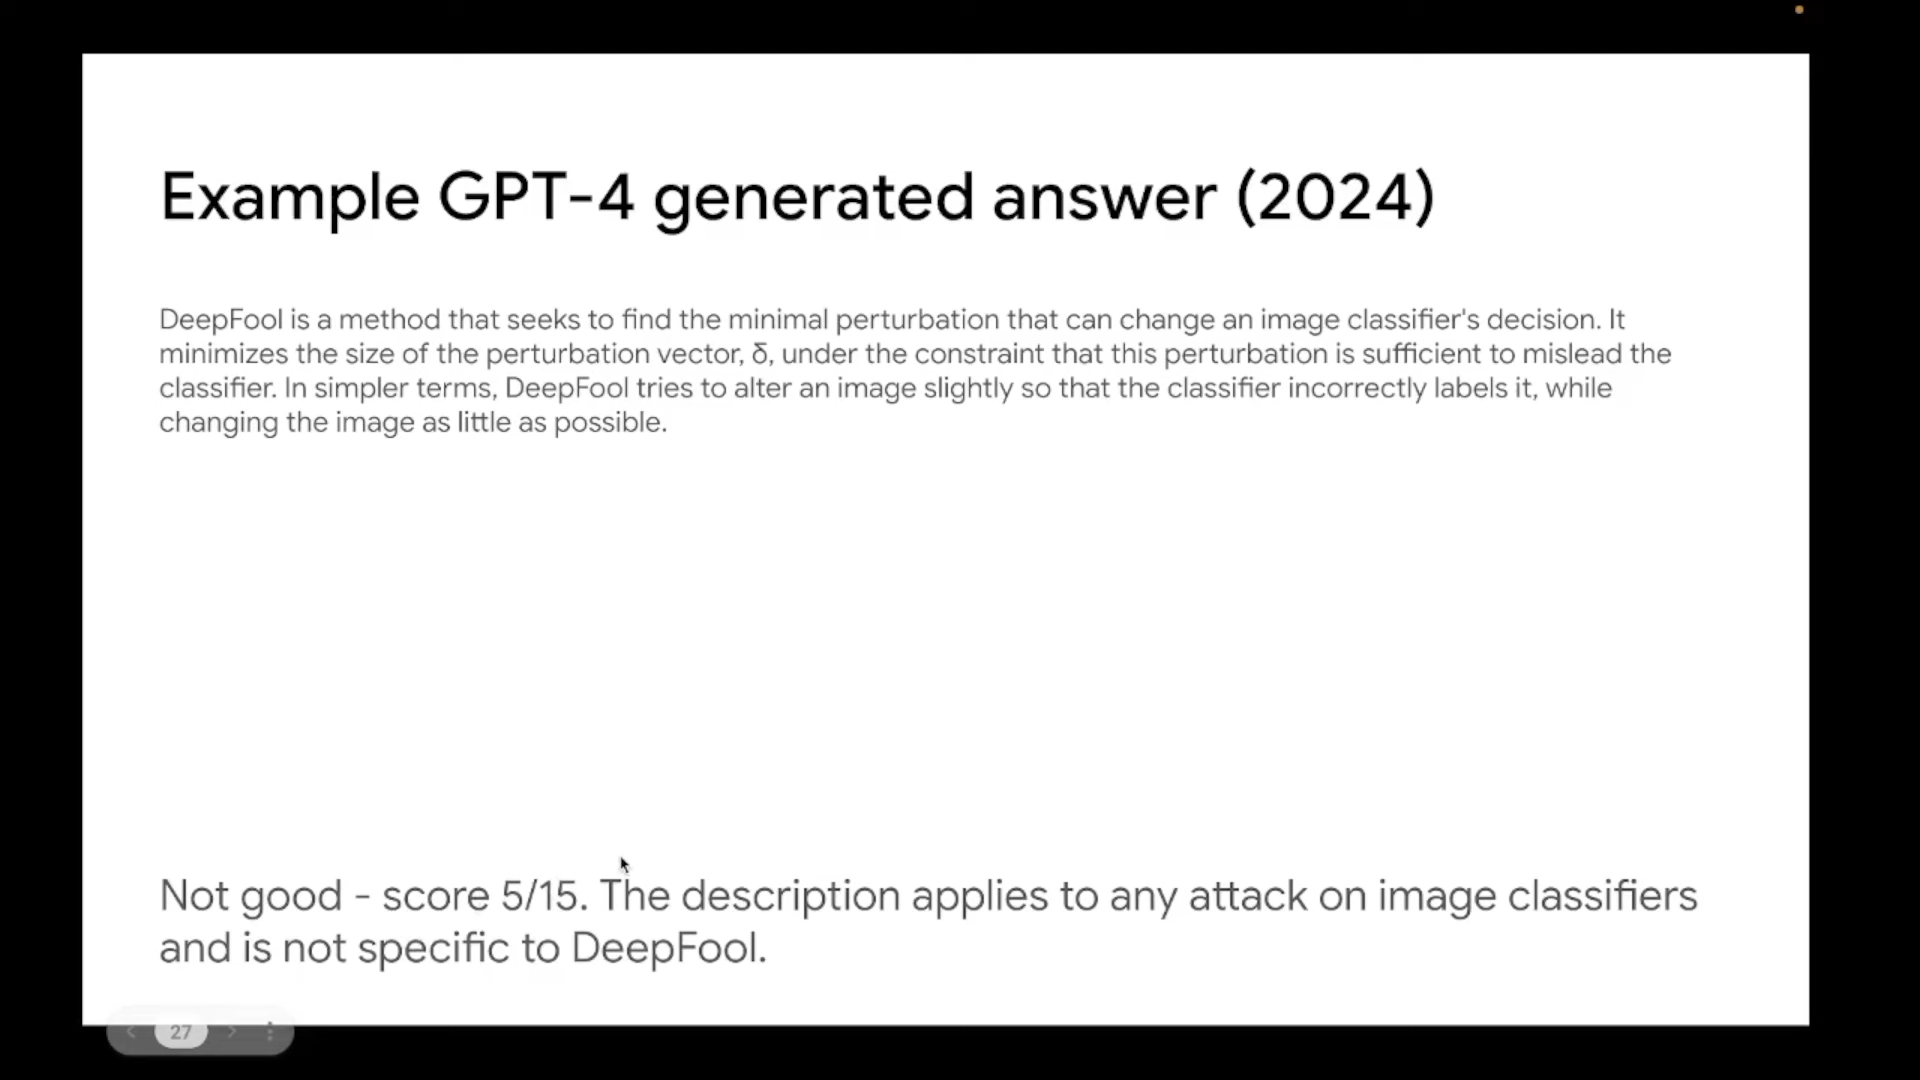 Example GPT-4 generated answer (2024)
DeepFool is a method that seeks to find the minimal perturbation that can change an image classifier's decision. It
minimizes the size of the perturbation vector, δ, under the constraint that this perturbation is sufficient to mislead the
classifier. In simpler terms, DeepFool tries to alter an image slightly so that the classifier incorrectly labels it, while
changing the image as little as possible.
Not good - score 5/15. The description applies to any attack on image classifiers
and is not specific to DeepFool.
27